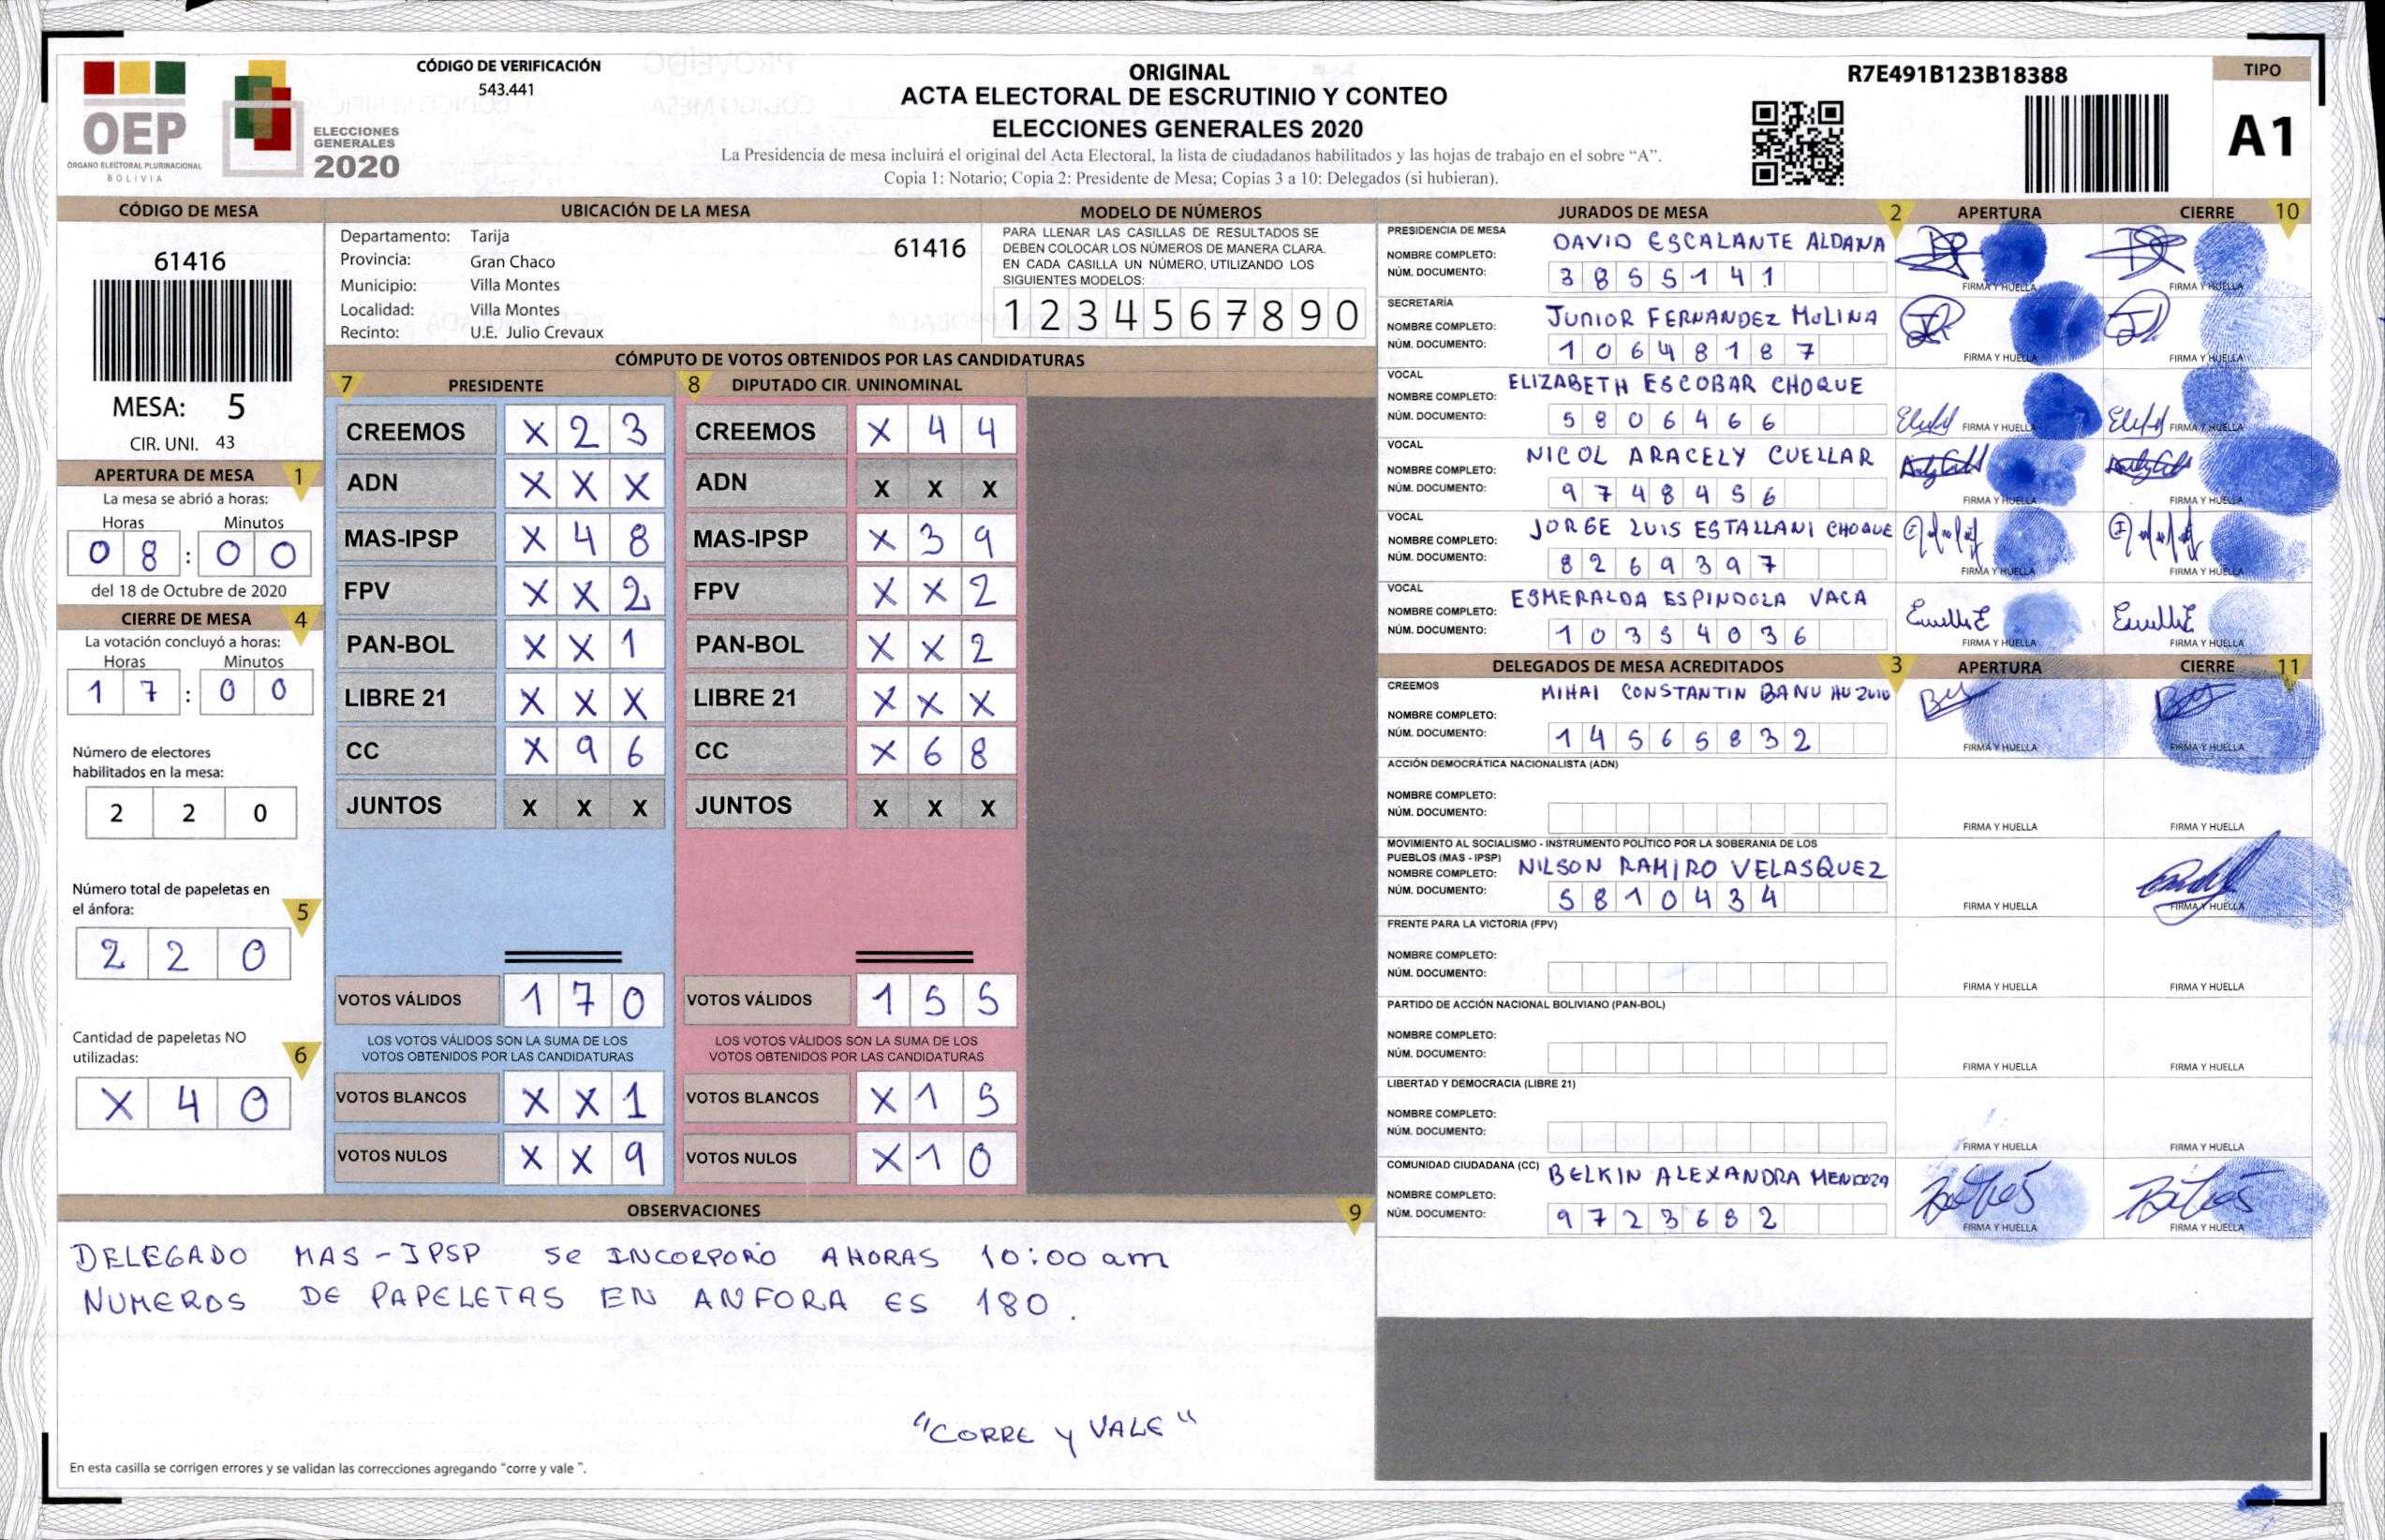 CÓDIGO DE VERIFICACIÓN
543.441
OEP
ÓRGANO ELECTORAL PLURINACIONAL
BOLIVIA
ELECCIONES
GENERALES
2020
ORIGINAL
ACTA ELECTORAL DE ESCRUTINIO Y CONTEO
ELECCIONES GENERALES 2020
La Presidencia de mesa incluirá el original del Acta Electoral, la lista de ciudadanos habilitados y las hojas de trabajo en el sobre “A”.
Copia 1: Notario; Copia 2: Presidente de Mesa; Copias 3 a 10: Delegados (si hubieran).
R7E491B123B18388
TIPO
A1
CÓDIGO DE MESA
61416
MESA: 5
CIR. UNI. 43
APERTURA DE MESA 1
La mesa se abrió a horas:
Horas Minutos
08:00
del 18 de Octubre de 2020
CIERRE DE MESA 4
La votación concluyó a horas:
Horas Minutos
17:00
Número de electores
habilitados en la mesa:
2 2 0
Número total de papeletas en
el ánfora: 5
2 2 0
Cantidad de papeletas NO
utilizadas: 6
X 4 0
UBICACIÓN DE LA MESA
Departamento: Tarija
61416
Provincia: Gran Chaco
Municipio: Villa Montes
Localidad: Villa Montes
Recinto: U.E. Julio Crevaux
MODELO DE NÚMEROS
PARA LLENAR LAS CASILLAS DE RESULTADOS SE
DEBEN COLOCAR LOS NÚMEROS DE MANERA CLARA.
EN CADA CASILLA UN NÚMERO, UTILIZANDO LOS
SIGUIENTES MODELOS:
1 2 3 4 5 6 7 8 9 0
CÓMPUTO DE VOTOS OBTENIDOS POR LAS CANDIDATURAS
7 PRESIDENTE 8 DIPUTADO CIR. UNINOMINAL
CREEMOS X 2 3 CREEMOS X 4 4
ADN X X X ADN X X X
MAS-IPSP X 4 8 MAS-IPSP X 3 9
FPV X X 2 FPV X X 2
PAN-BOL X X 1 PAN-BOL X X 2
LIBRE 21 X X X LIBRE 21 X X X
CC X 9 6 CC X 6 8
JUNTOS X X X JUNTOS X X X
VOTOS VÁLIDOS 1 7 0 VOTOS VÁLIDOS 1 5 5
LOS VOTOS VÁLIDOS SON LA SUMA DE LOS LOS VOTOS VÁLIDOS SON LA SUMA DE LOS
VOTOS OBTENIDOS POR LAS CANDIDATURAS VOTOS OBTENIDOS POR LAS CANDIDATURAS
VOTOS BLANCOS X X 1 VOTOS BLANCOS X 1 5
VOTOS NULOS X X 9 VOTOS NULOS X 1 0
OBSERVACIONES 9
DELEGADO MAS-IPSP SE INCORPORO AHORAS 10:00 am
NUMEROS DE PAPELETAS EN ANFORA ES 180.
"CORRE y VALE"
En esta casilla se corrigen errores y se validan las correcciones agregando “corre y vale ”.
JURADOS DE MESA 2 APERTURA CIERRE 10
PRESIDENCIA DE MESA
NOMBRE COMPLETO: DAVID ESCALANTE ALDANA
NÚM. DOCUMENTO: 3855141
FIRMA Y HUELLA FIRMA Y HUELLA
SECRETARÍA
NOMBRE COMPLETO: JUNIOR FERNANDEZ MOLINA
NÚM. DOCUMENTO: 10648187
FIRMA Y HUELLA FIRMA Y HUELLA
VOCAL
NOMBRE COMPLETO: ELIZABETH ESCOBAR CHOQUE
NÚM. DOCUMENTO: 5806466
FIRMA Y HUELLA FIRMA Y HUELLA
VOCAL
NOMBRE COMPLETO: NICOL ARACELY CUELLAR
NÚM. DOCUMENTO: 9748456
FIRMA Y HUELLA FIRMA Y HUELLA
VOCAL
NOMBRE COMPLETO: JORGE LUIS ESTALLANI CHOQUE
NÚM. DOCUMENTO: 8269397
FIRMA Y HUELLA FIRMA Y HUELLA
VOCAL
NOMBRE COMPLETO: ESMERALDA ESPINDOLA VACA
NÚM. DOCUMENTO: 10354036
FIRMA Y HUELLA FIRMA Y HUELLA
DELEGADOS DE MESA ACREDITADOS 3 APERTURA CIERRE 11
CREEMOS
NOMBRE COMPLETO: MIHAI CONSTANTIN BANU
NÚM. DOCUMENTO: 14565832
FIRMA Y HUELLA FIRMA Y HUELLA
ACCIÓN DEMOCRÁTICA NACIONALISTA (ADN)
NOMBRE COMPLETO:
NÚM. DOCUMENTO:
FIRMA Y HUELLA FIRMA Y HUELLA
MOVIMIENTO AL SOCIALISMO - INSTRUMENTO POLÍTICO POR LA SOBERANIA DE LOS
PUEBLOS (MAS - IPSP)
NOMBRE COMPLETO: NILSON RAMIRO VELASQUEZ
NÚM. DOCUMENTO: 5810434
FIRMA Y HUELLA FIRMA Y HUELLA
FRENTE PARA LA VICTORIA (FPV)
NOMBRE COMPLETO:
NÚM. DOCUMENTO:
FIRMA Y HUELLA FIRMA Y HUELLA
PARTIDO DE ACCIÓN NACIONAL BOLIVIANO (PAN-BOL)
NOMBRE COMPLETO:
NÚM. DOCUMENTO:
FIRMA Y HUELLA FIRMA Y HUELLA
LIBERTAD Y DEMOCRACIA (LIBRE 21)
NOMBRE COMPLETO:
NÚM. DOCUMENTO:
FIRMA Y HUELLA FIRMA Y HUELLA
COMUNIDAD CIUDADANA (CC)
NOMBRE COMPLETO: BELKIN ALEXANDRA MENDOZA
NÚM. DOCUMENTO: 9723682
FIRMA Y HUELLA FIRMA Y HUELLA